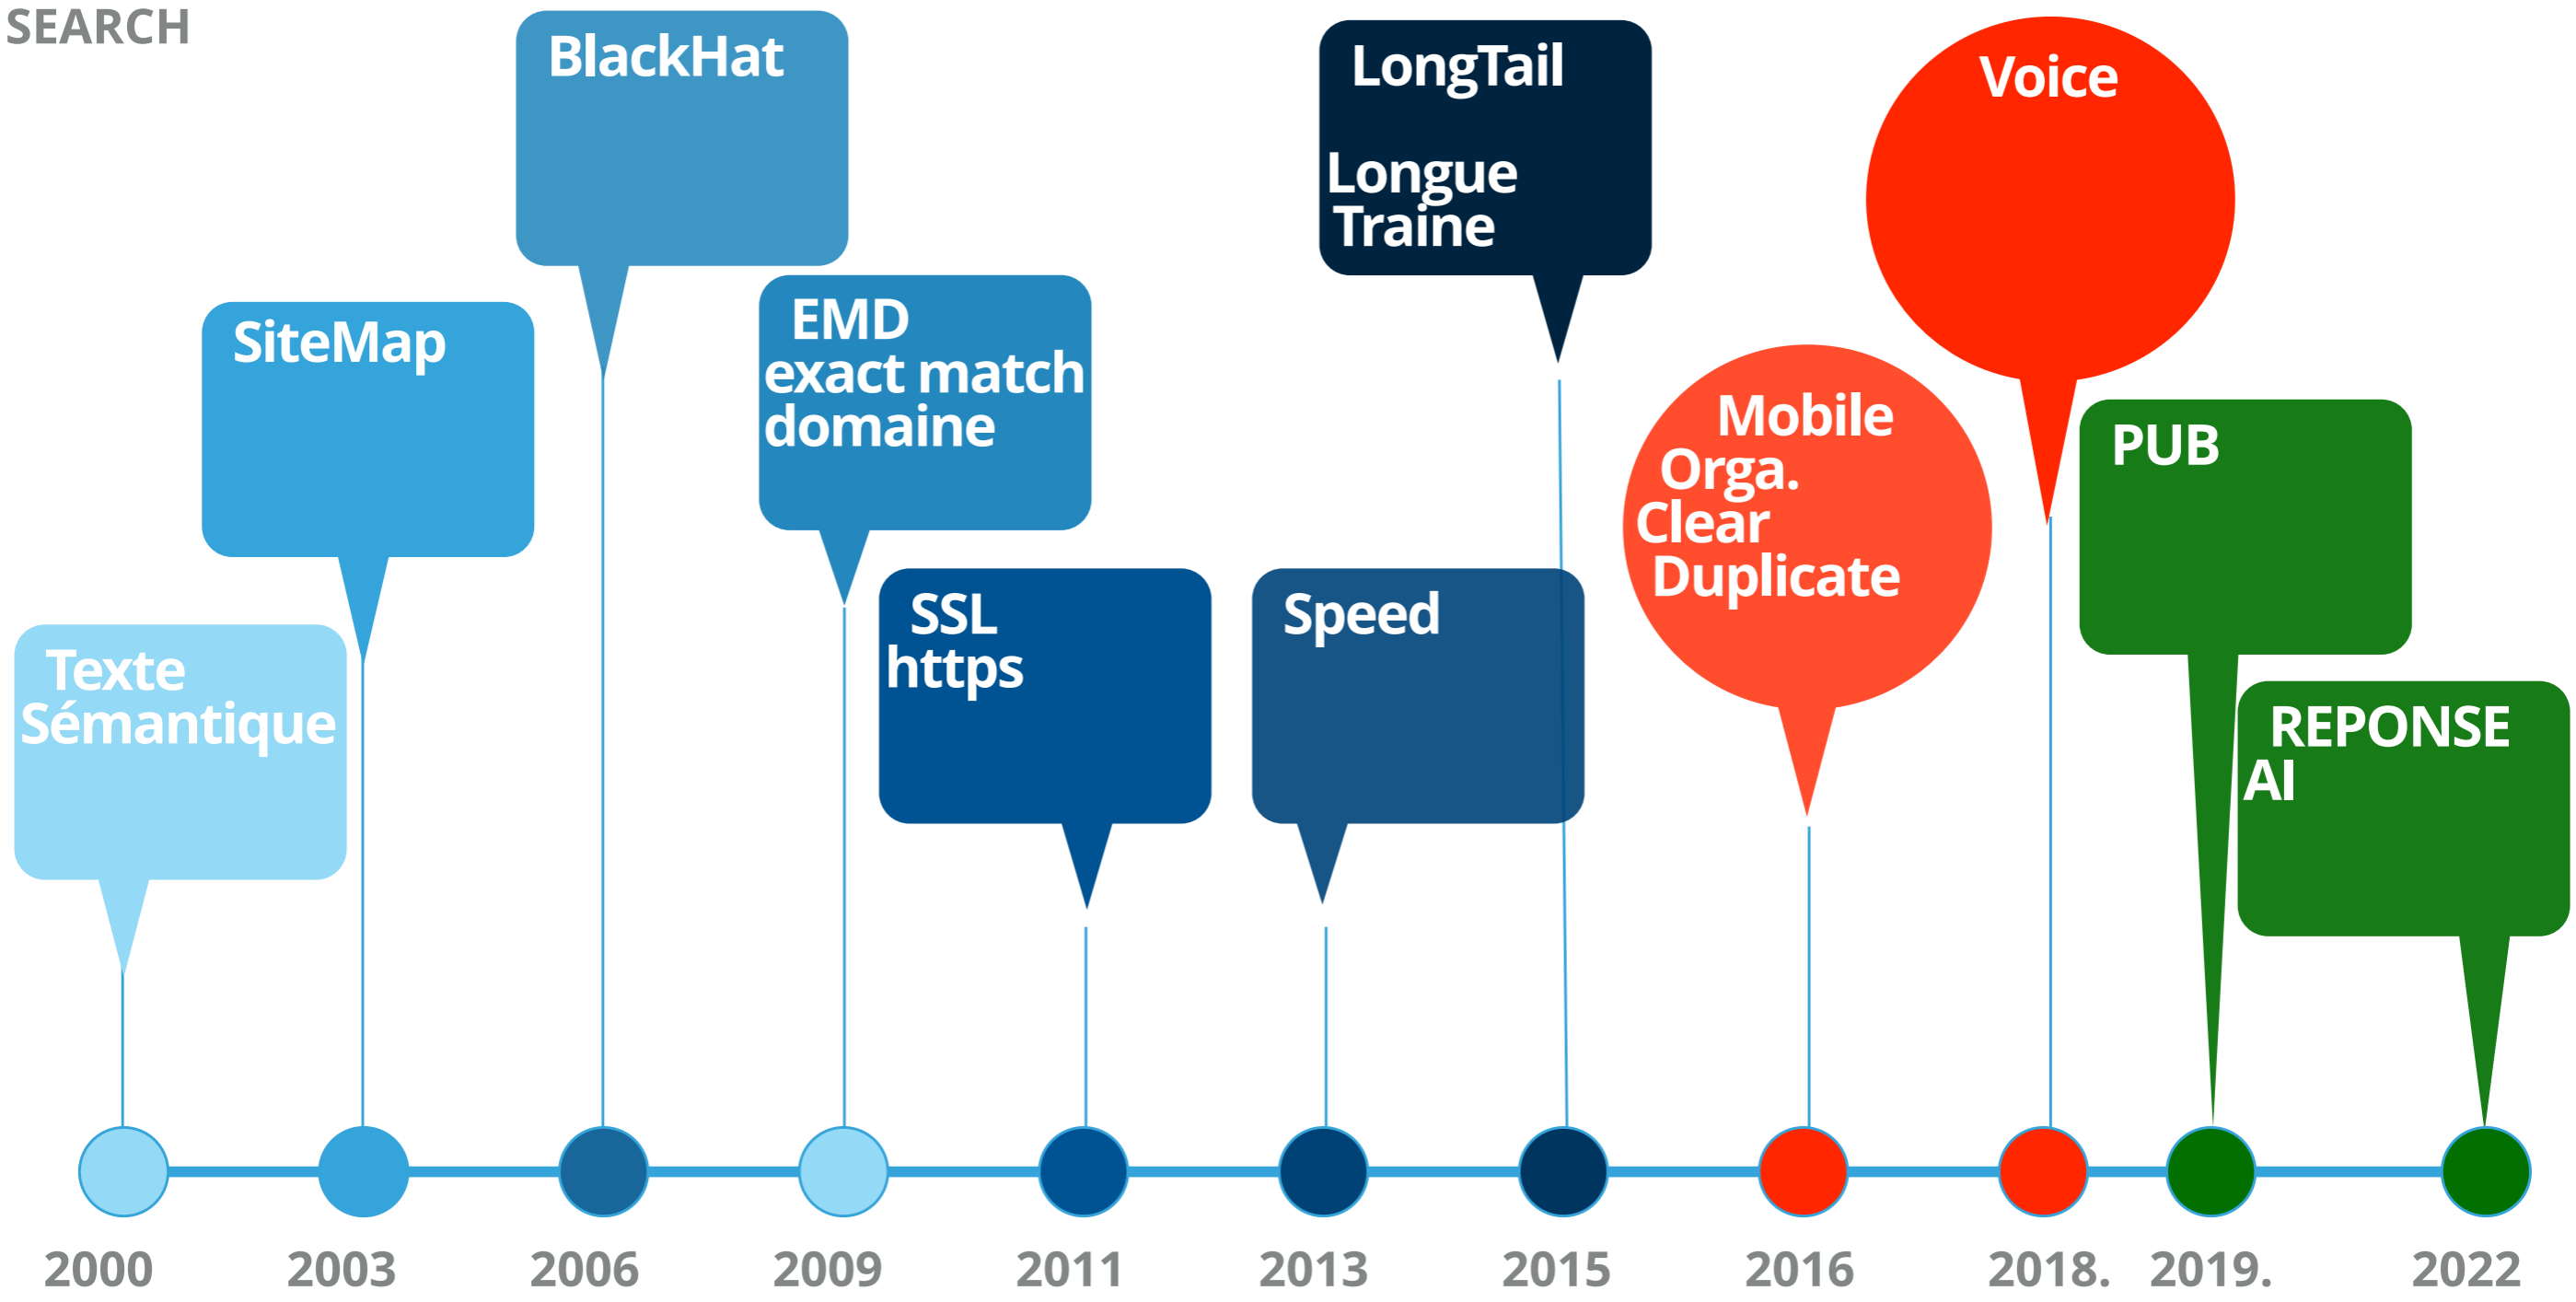 SEARCH
BlackHat
LongTail
Longue
Traine
Voice
SiteMap
EMD
exact match
domaine
Mobile
Orga.
Clear
Duplicate
PUB
Texte
Sémantique
SSL
https
Speed
REPONSE
AI
2000
2003
2006
2009
2011
2013
2015
2016
2018.
2019.
2022